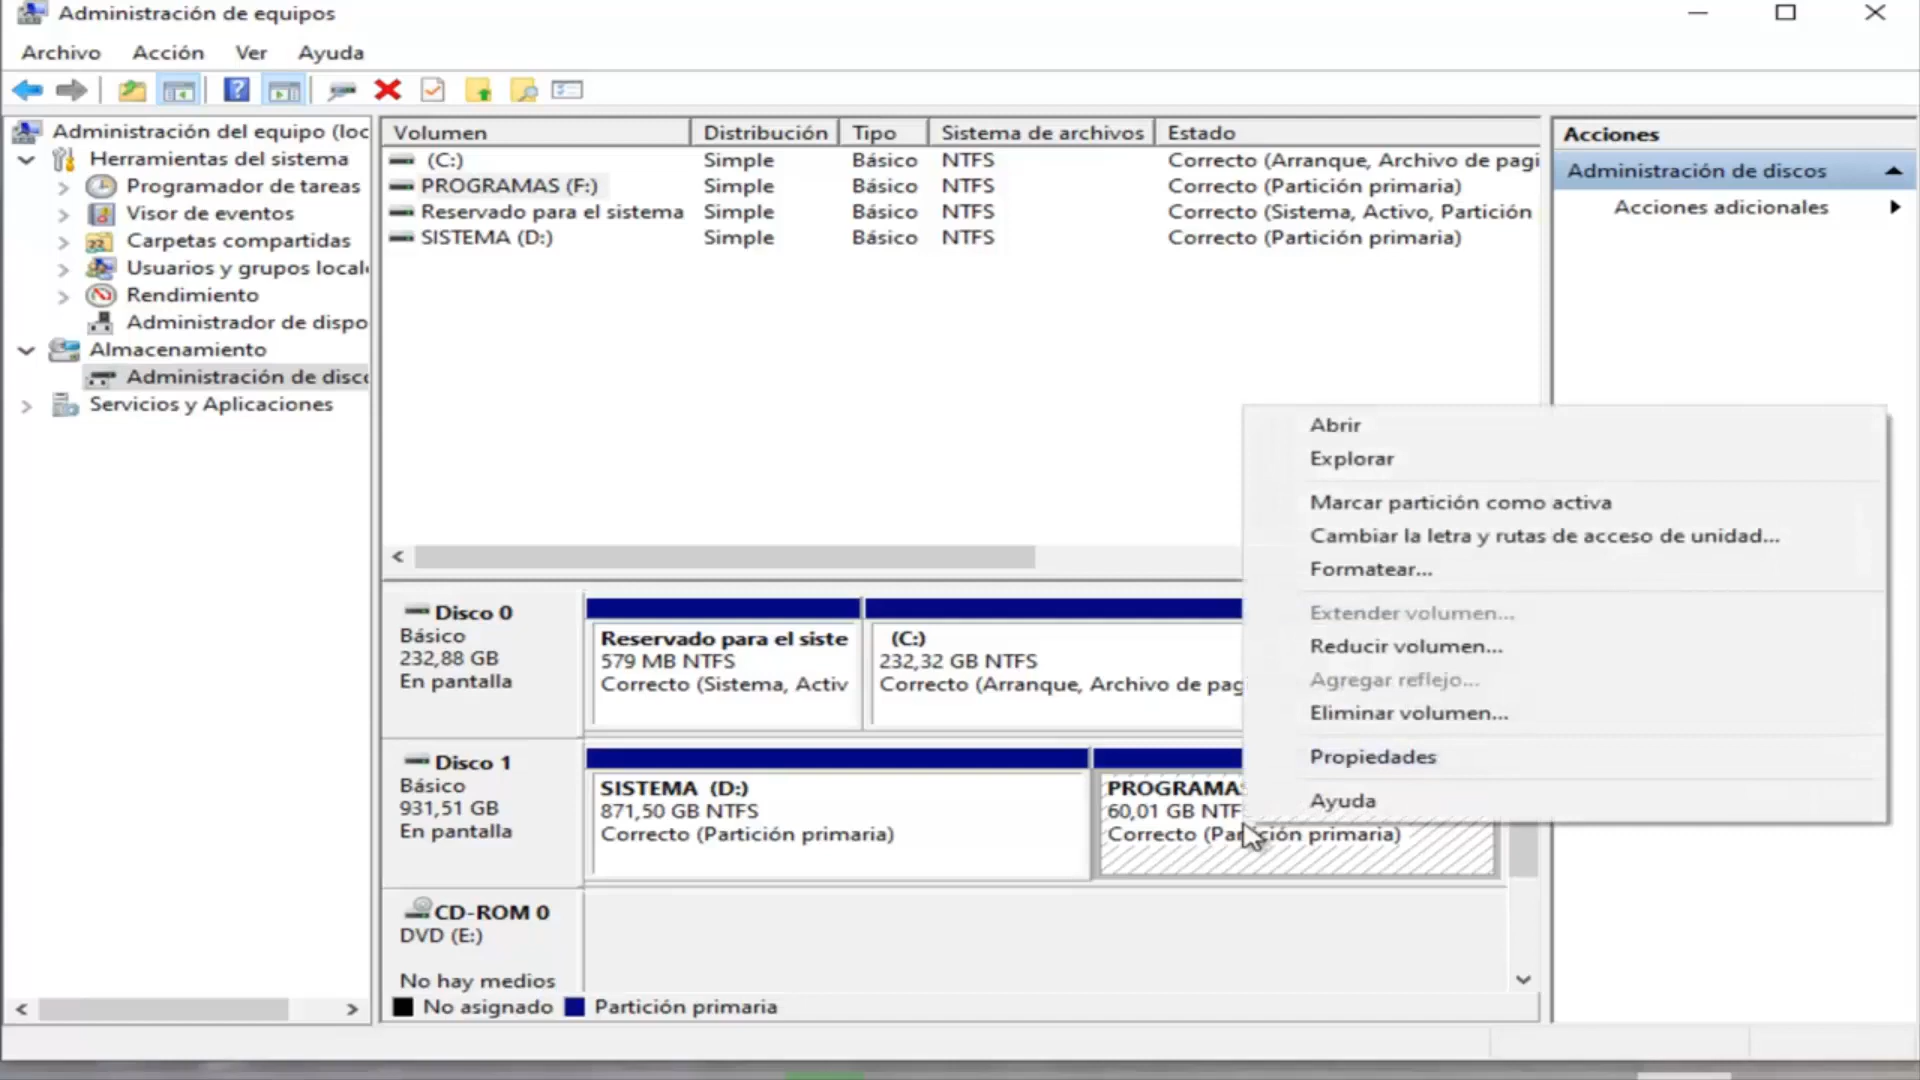 Administración de equipos
Archivo Acción Ver Ayuda
Administración del equipo (loc
Herramientas del sistema
Programador de tareas
Visor de eventos
Carpetas compartidas
Usuarios y grupos local
Rendimiento
Administrador de dispo
Almacenamiento
Administración de disc
Servicios y Aplicaciones
Volumen Distribución Tipo Sistema de archivos Estado
(C:) Simple Básico NTFS Correcto (Arranque, Archivo de pagi
PROGRAMAS (F:) Simple Básico NTFS Correcto (Partición primaria)
Reservado para el sistema Simple Básico NTFS Correcto (Sistema, Activo, Partición
SISTEMA (D:) Simple Básico NTFS Correcto (Partición primaria)
Acciones
Administración de discos
Acciones adicionales
Abrir
Explorar
Marcar partición como activa
Cambiar la letra y rutas de acceso de unidad...
Formatear...
Extender volumen...
Reducir volumen...
Agregar reflejo...
Eliminar volumen...
Propiedades
Ayuda
Disco 0
Básico
232,88 GB
En pantalla
Reservado para el siste
579 MB NTFS
Correcto (Sistema, Activ
(C:)
232,32 GB NTFS
Correcto (Arranque, Archivo de pag
Disco 1
Básico
931,51 GB
En pantalla
SISTEMA (D:)
871,50 GB NTFS
Correcto (Partición primaria)
PROGRAMAS
60,01 GB NTF
Correcto (Partición primaria)
CD-ROM 0
DVD (E:)
No hay medios
No asignado Partición primaria